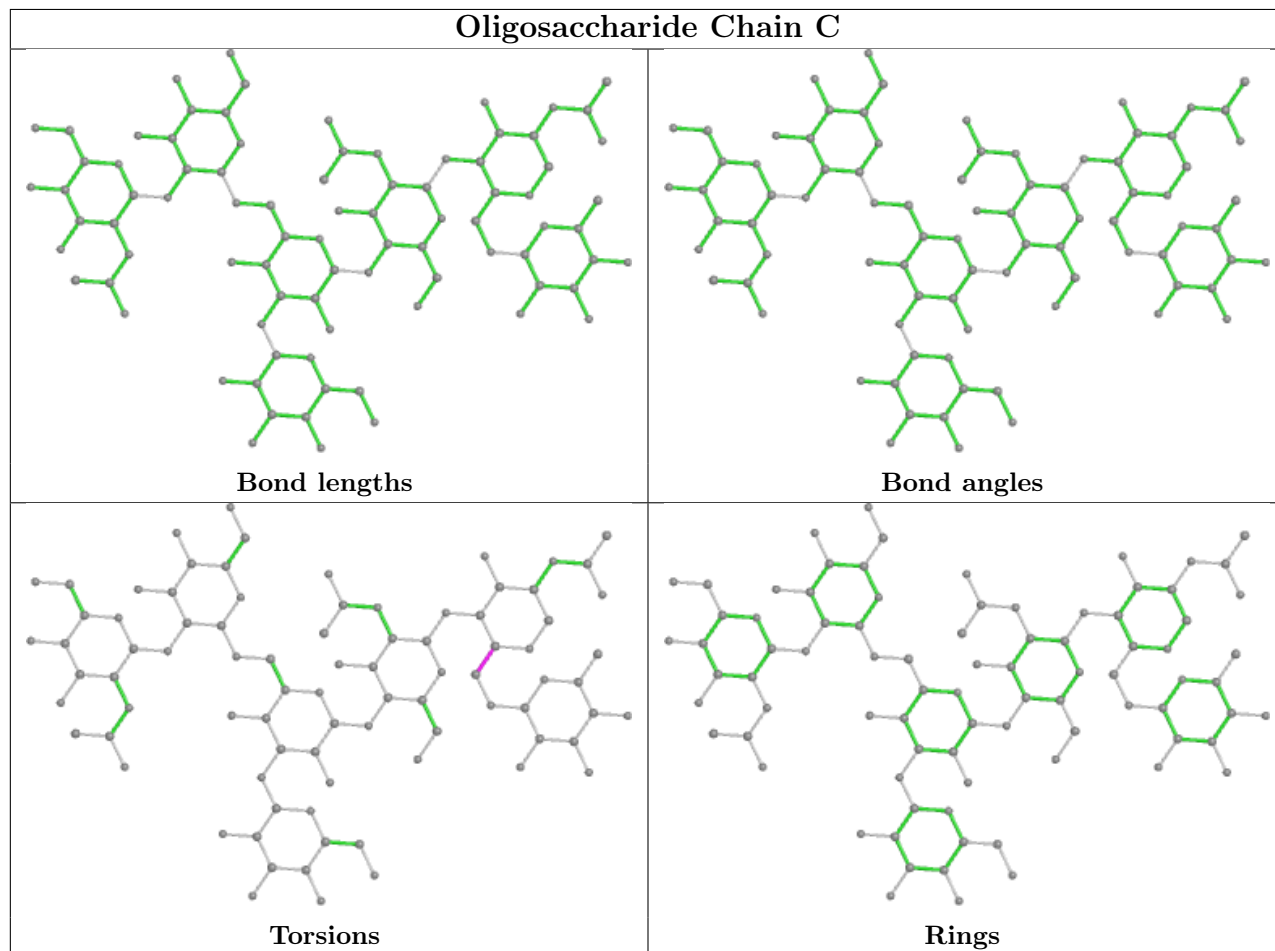 Oligosaccharide Chain C
Bond lengths
Bond angles
Torsions
Rings